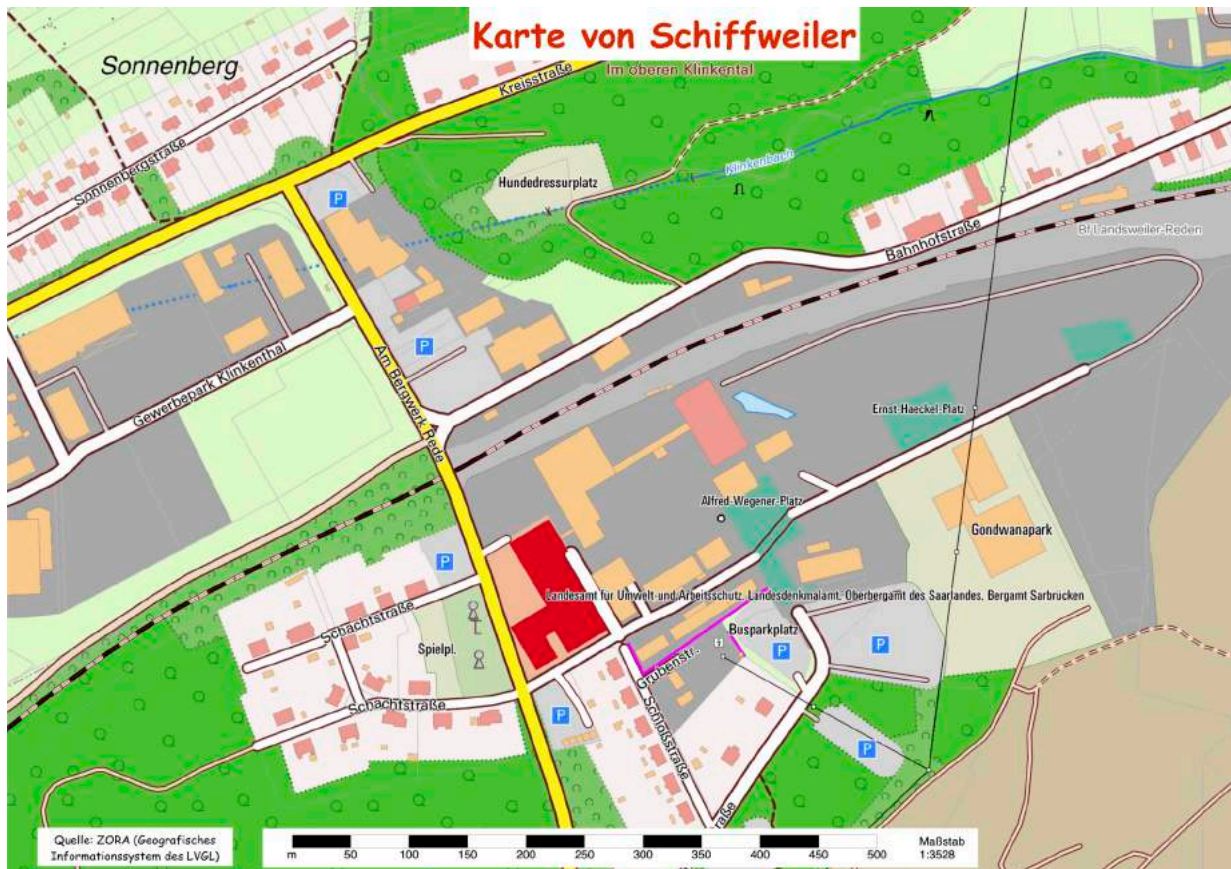 Karte von Schiffweiler
Sonnenberg
Kreisstraße
Im oberen Klinkental
Sonnenbergstraße
P
Hundedressurplatz
Klinkenbach
Bahnhofstraße
Bf Landsweiler-Reden
Gewerbepark Klinkenthal
P
Am Bergwerk Rede
Ernst-Haeckel-Platz
Alfred-Wegener-Platz
Gondwanapark
P
Landesamt für Umwelt-und Arbeitsschutz, Landesdenkmalamt, Oberbergamt des Saarlandes, Bergamt Sarbrücken
Schachtstraße
Spielpl.
Busparkplatz
P
P
Grubenstr.
Schachtstraße
Schloßstraße
P
P
straße
Quelle: ZORA (Geografisches
Informationssystem des LVGL)
m 50 100 150 200 250 300 350 400 450 500
Maßstab
1:3528